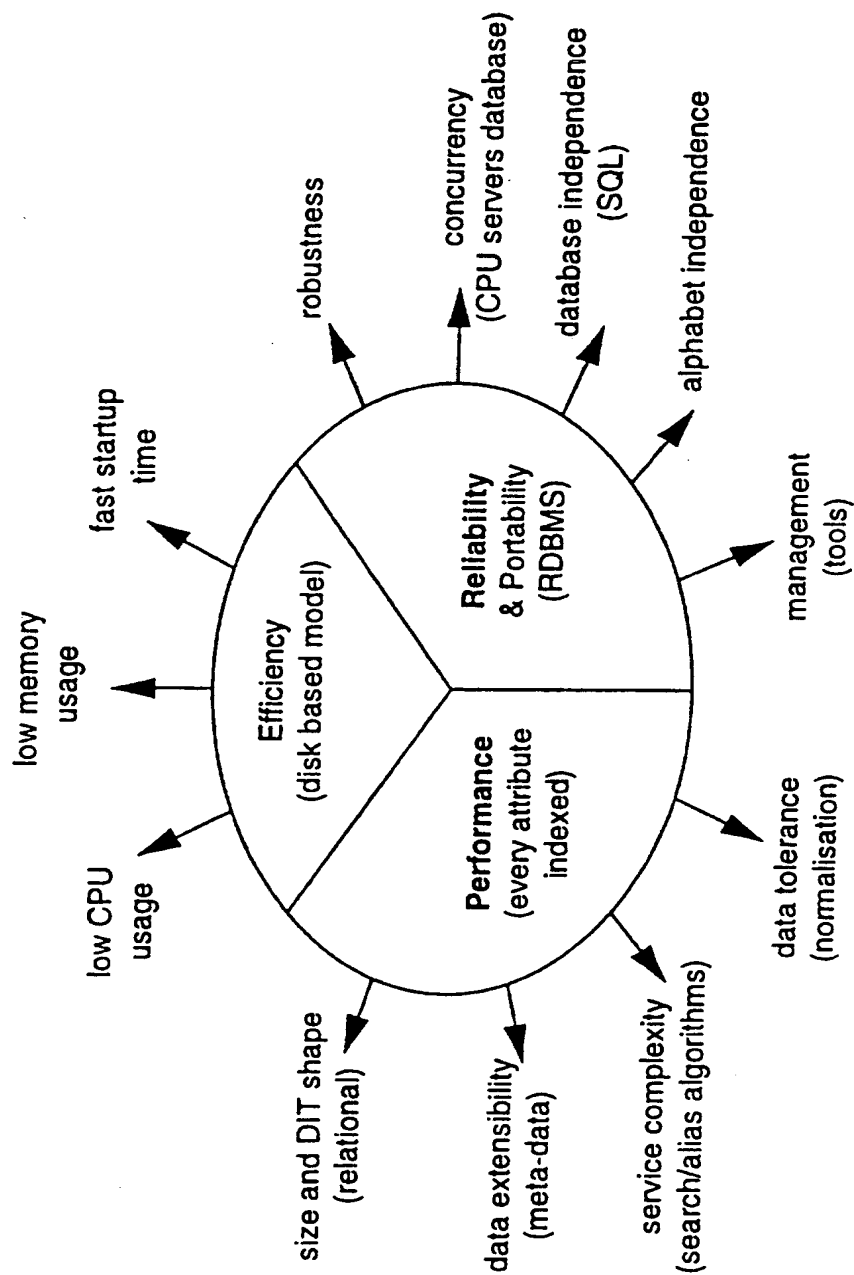 low memory
usage
low CPU
usage
fast startup
time
robustness
concurrency
(CPU servers database)
database independence
(SQL)
alphabet independence
management
(tools)
Efficiency
(disk based model)
Reliability
& Portability
(RDBMS)
Performance
(every attribute
indexed)
size and DIT shape
(relational)
data extensibility
(meta-data)
service complexity
(search/alias algorithms)
data tolerance
(normalisation)